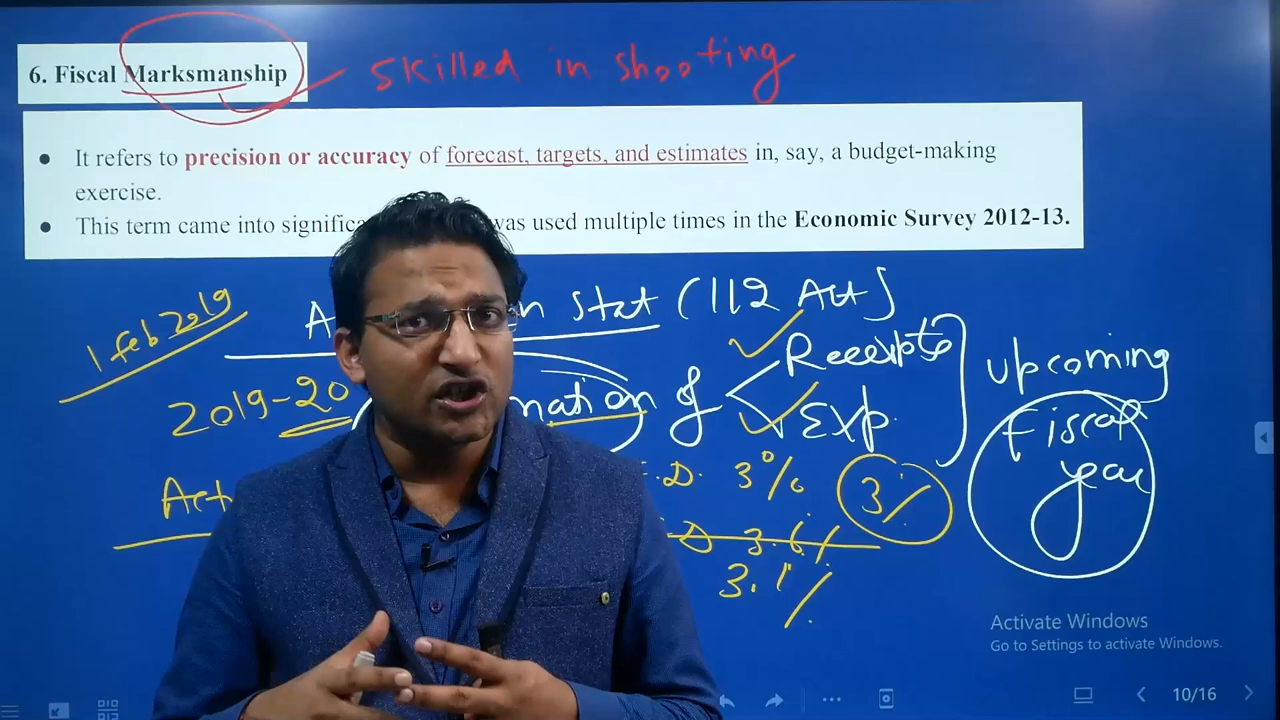 6. Fiscal Marksmanship
skilled in shooting
● It refers to precision or accuracy of forecast, targets, and estimates in, say, a budget-making
exercise.
● This term came into was used multiple times in the Economic Survey 2012-13.
1 Feb 2019
Stat (112 Act)
2019-20
of
Receipts
Exp.
upcoming
Fiscal
year
D. 3%
3%
D 3.6%
3.1%
Activate Windows
Go to Settings to activate Windows.
10/16